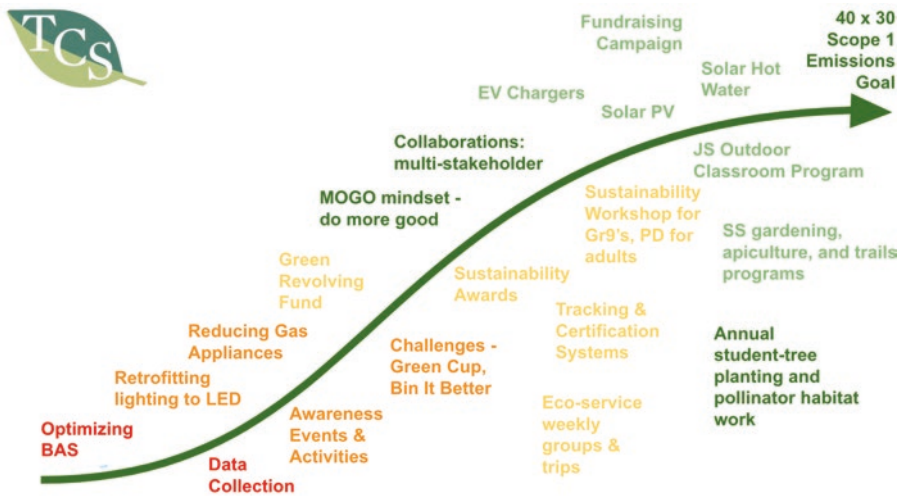 TCS
Fundraising
Campaign
40 x 30
Scope 1
Emissions
Goal
Solar Hot
Water
EV Chargers
Solar PV
Collaborations:
multi-stakeholder
JS Outdoor
Classroom Program
MOGO mindset -
do more good
Sustainability
Workshop for
Gr9's, PD for
adults
SS gardening,
apiculture, and trails
programs
Green
Revolving
Fund
Sustainability
Awards
Tracking &
Certification
Systems
Reducing Gas
Appliances
Challenges -
Green Cup,
Bin It Better
Annual
student-tree
planting and
pollinator habitat
work
Retrofitting
lighting to LED
Eco-service
weekly
groups &
trips
Awareness
Events &
Activities
Optimizing
BAS
Data
Collection